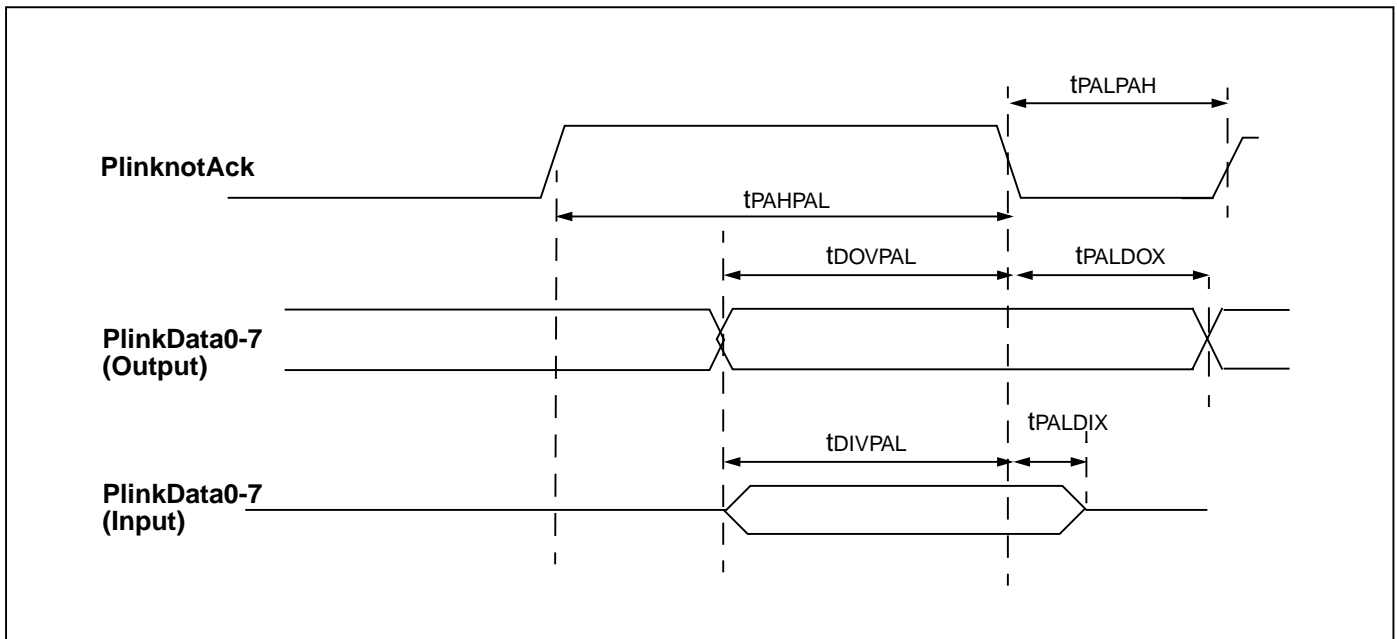 tPALPAH
PlinknotAck
tPAHPAL
tDOVPAL
tPALDOX
PlinkData0-7
(Output)
tPALDIX
tDIVPAL
PlinkData0-7
(Input)